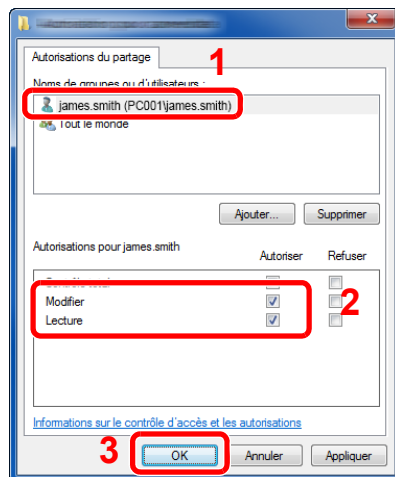 Autorisations du partage
1
Noms de groupes ou d'utilisateurs :
james.smith (PC001\james.smith)
Tout le monde
Ajouter... Supprimer
Autorisations pour james.smith Autoriser Refuser
Contrôle total
Modifier
2
Lecture
Informations sur le contrôle d'accès et les autorisations
3 OK Annuler Appliquer